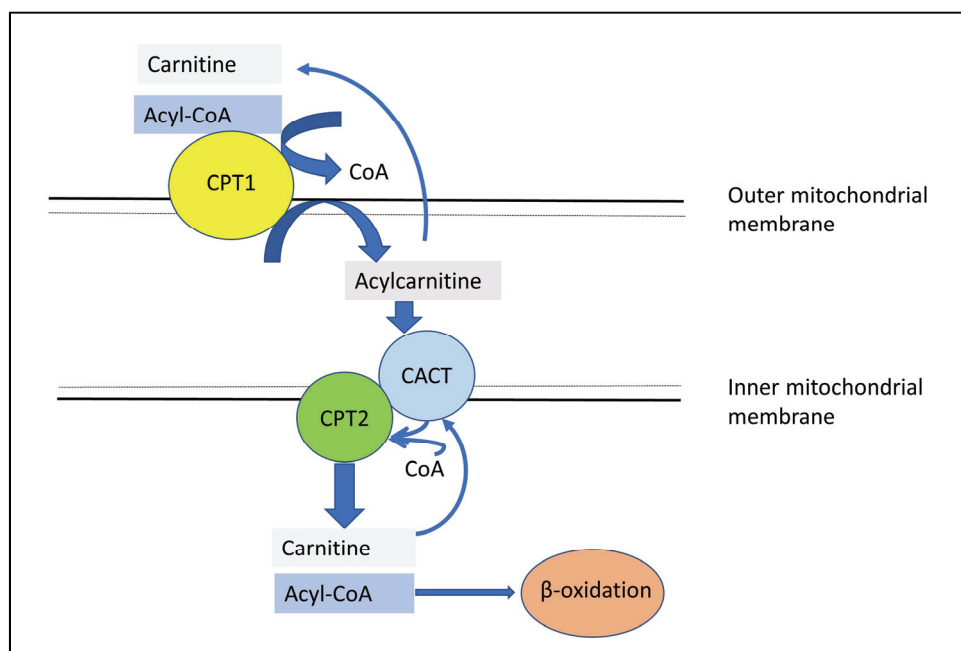 Carnitine
Acyl-CoA
CPT1
CoA
Outer mitochondrial
membrane
Acylcarnitine
CACT
Inner mitochondrial
membrane
CPT2
CoA
Carnitine
Acyl-CoA
β-oxidation